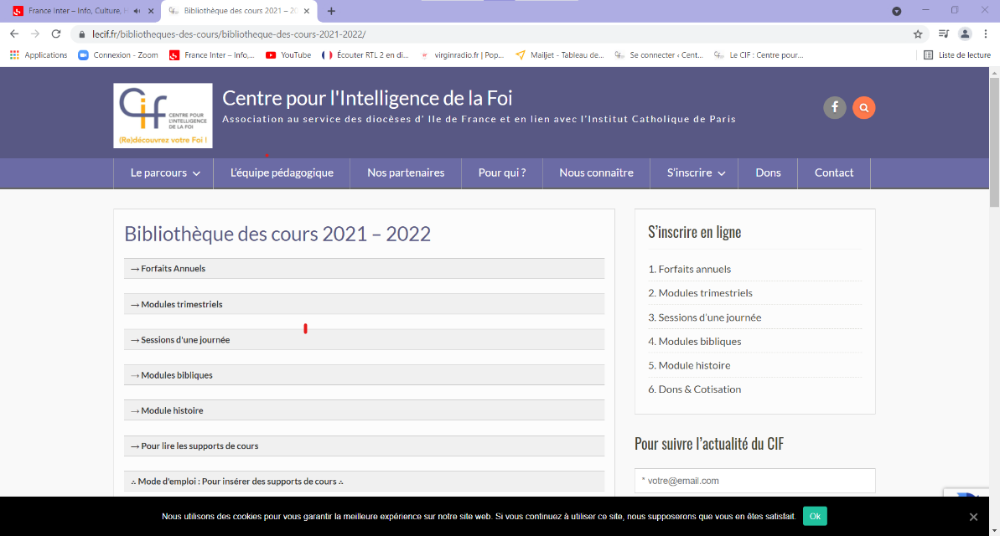 France Inter – Info, Culture, H
Bibliothèque des cours 2021 – 20
lecif.fr/bibliotheques-des-cours/bibliotheque-des-cours-2021-2022/
Applications
Connexion - Zoom
France Inter – Info,...
YouTube
Écouter RTL 2 en di...
virginradio.fr | Pop...
Mailjet - Tableau de...
Se connecter ‹ Cent...
Le CIF : Centre pour...
Liste de lecture
Cif
CENTRE POUR
L'INTELLIGENCE
DE LA FOI
(Re)découvrez votre Foi !
Centre pour l'Intelligence de la Foi
Association au service des diocèses d' Ile de France et en lien avec l'Institut Catholique de Paris
Le parcours
L'équipe pédagogique
Nos partenaires
Pour qui ?
Nous connaître
S'inscrire
Dons
Contact
Bibliothèque des cours 2021 – 2022
→ Forfaits Annuels
→ Modules trimestriels
→ Sessions d'une journée
→ Modules bibliques
→ Module histoire
→ Pour lire les supports de cours
∴ Mode d'emploi : Pour insérer des supports de cours ∴
S'inscrire en ligne
1. Forfaits annuels
2. Modules trimestriels
3. Sessions d'une journée
4. Modules bibliques
5. Module histoire
6. Dons & Cotisation
Pour suivre l'actualité du CIF
* votre@email.com
Nous utilisons des cookies pour vous garantir la meilleure expérience sur notre site web. Si vous continuez à utiliser ce site, nous supposerons que vous en êtes satisfait.
Ok